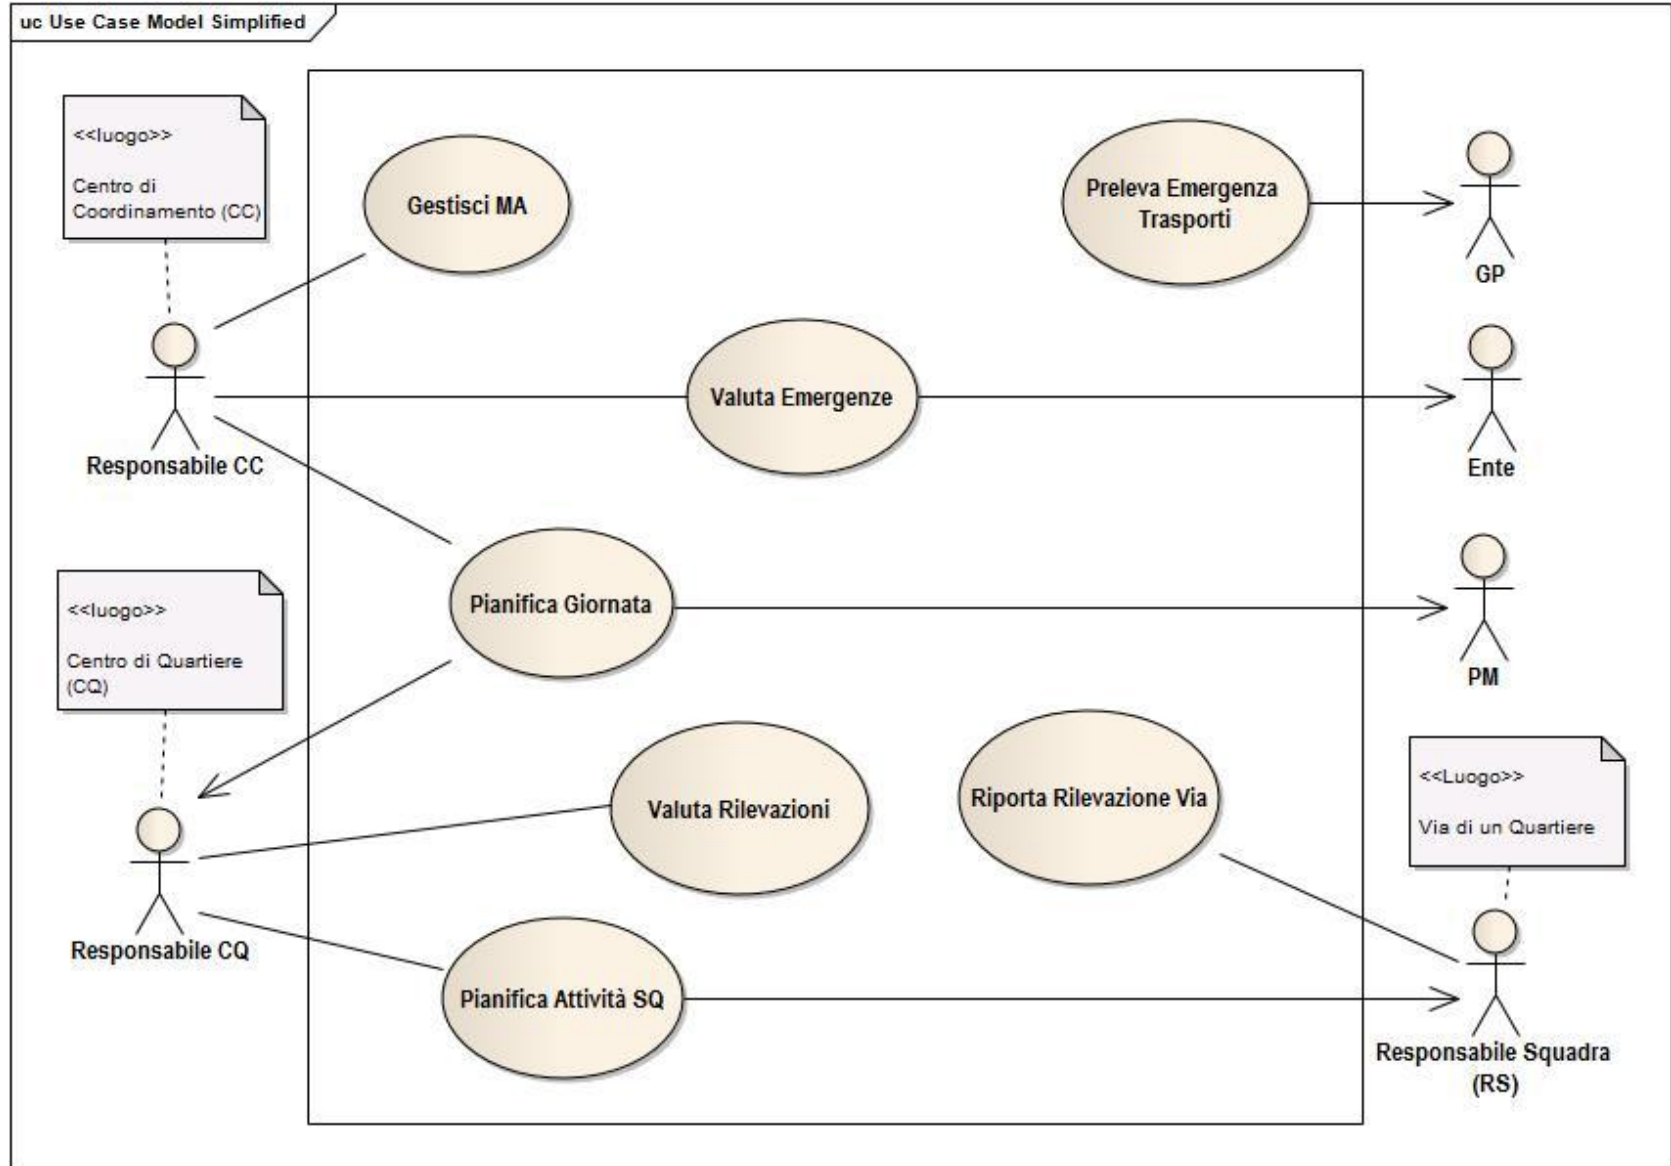 uc Use Case Model Simplified
<<luogo>>
Centro di
Coordinamento (CC)
Gestisci MA
Preleva Emergenza
Trasporti
GP
Responsabile CC
Valuta Emergenze
Ente
<<luogo>>
Centro di Quartiere
(CQ)
Pianifica Giornata
PM
Responsabile CQ
Valuta Rilevazioni
Riporta Rilevazione Via
<<Luogo>>
Via di un Quartiere
Pianifica Attività SQ
Responsabile Squadra
(RS)